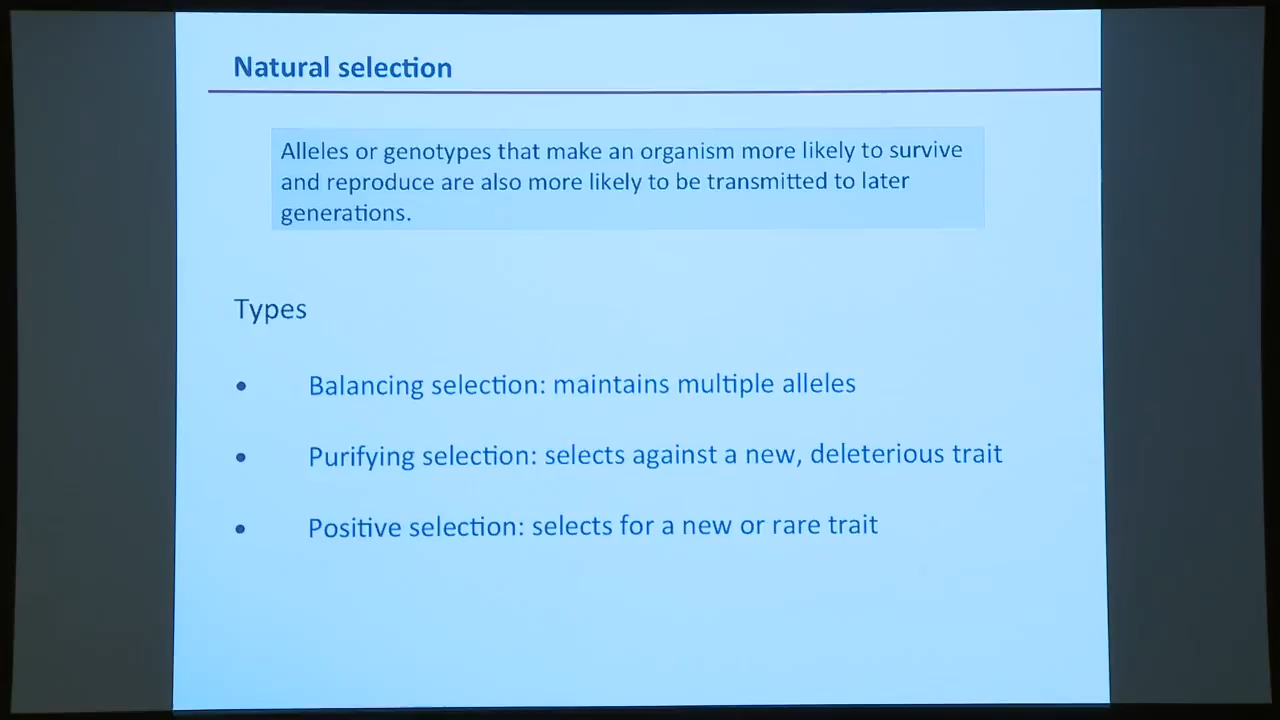 Natural selection
Alleles or genotypes that make an organism more likely to survive
and reproduce are also more likely to be transmitted to later
generations.
Types
• Balancing selection: maintains multiple alleles
• Purifying selection: selects against a new, deleterious trait
• Positive selection: selects for a new or rare trait